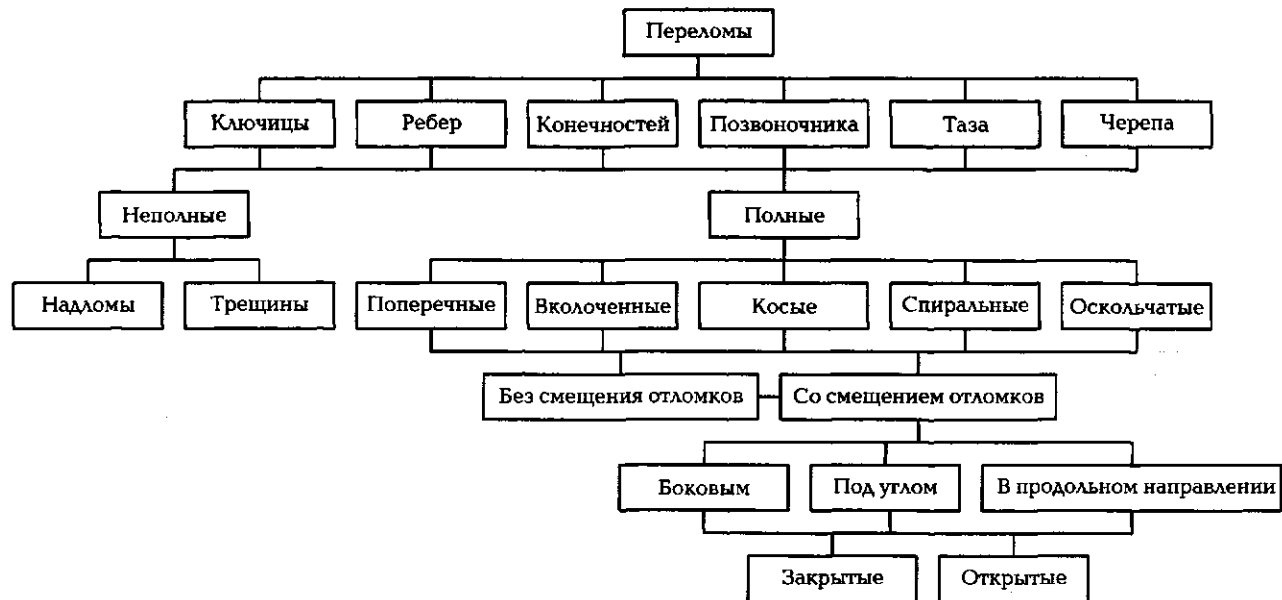 Переломы
Ключицы
Ребер
Конечностей
Позвоночника
Таза
Черепа
Неполные
Полные
Надломы
Трещины
Поперечные
Вколоченные
Косые
Спиральные
Оскольчатые
Без смещения отломков
Со смещением отломков
Боковым
Под углом
В продольном направлении
Закрытые
Открытые